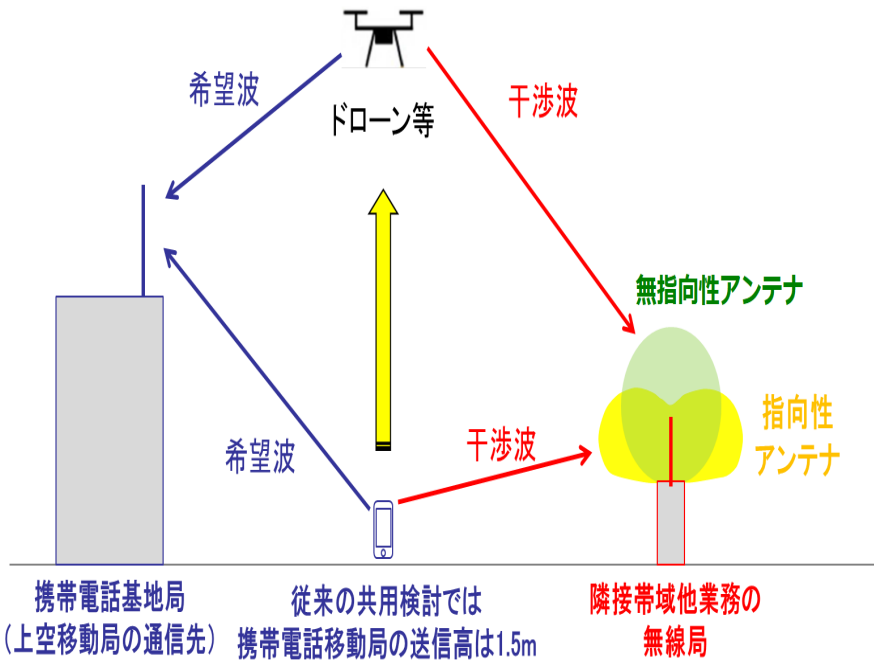 希望波
干渉波
ドローン等
無指向性アンテナ
指向性
アンテナ
干渉波
希望波
携帯電話基地局
(上空移動局の通信先)
従来の共用検討では
携帯電話移動局の送信高は1.5m
隣接帯域他業務の
無線局